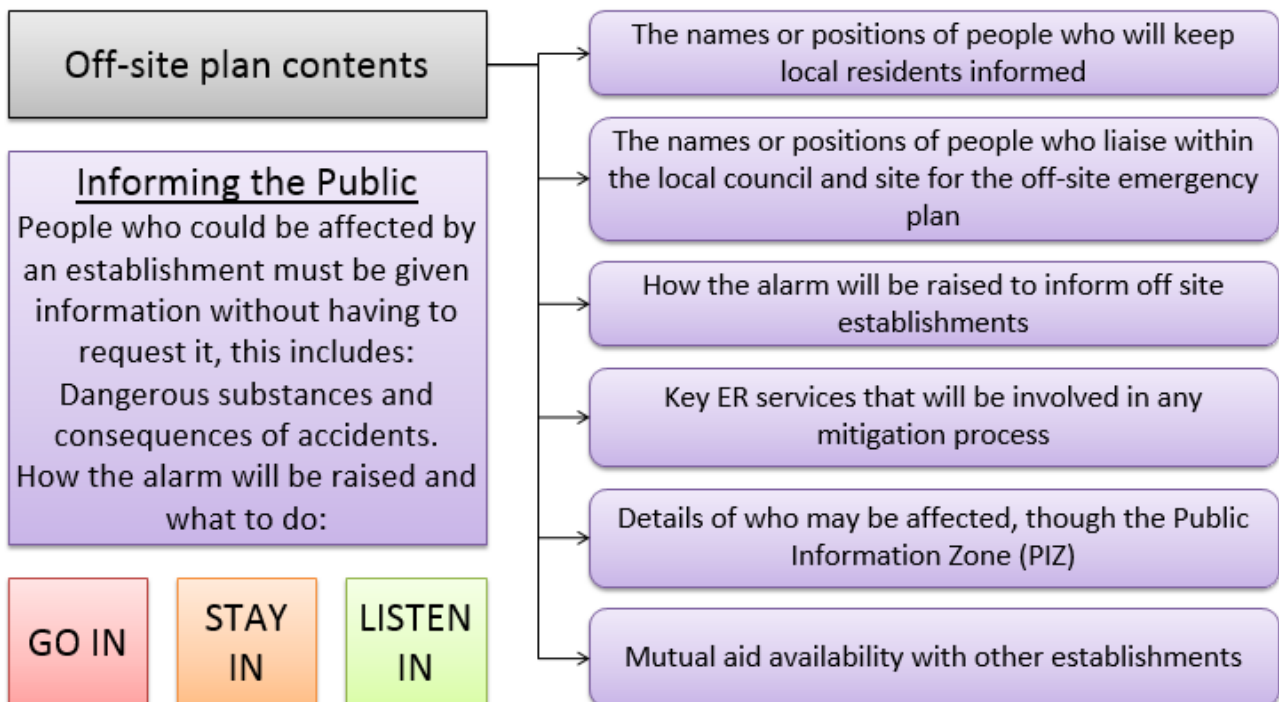 Off-site plan contents
Informing the Public
People who could be affected by
an establishment must be given
information without having to
request it, this includes:
Dangerous substances and
consequences of accidents.
How the alarm will be raised and
what to do:
GO IN
STAY
IN
LISTEN
IN
The names or positions of people who will keep
local residents informed
The names or positions of people who liaise within
the local council and site for the off-site emergency
plan
How the alarm will be raised to inform off site
establishments
Key ER services that will be involved in any
mitigation process
Details of who may be affected, though the Public
Information Zone (PIZ)
Mutual aid availability with other establishments